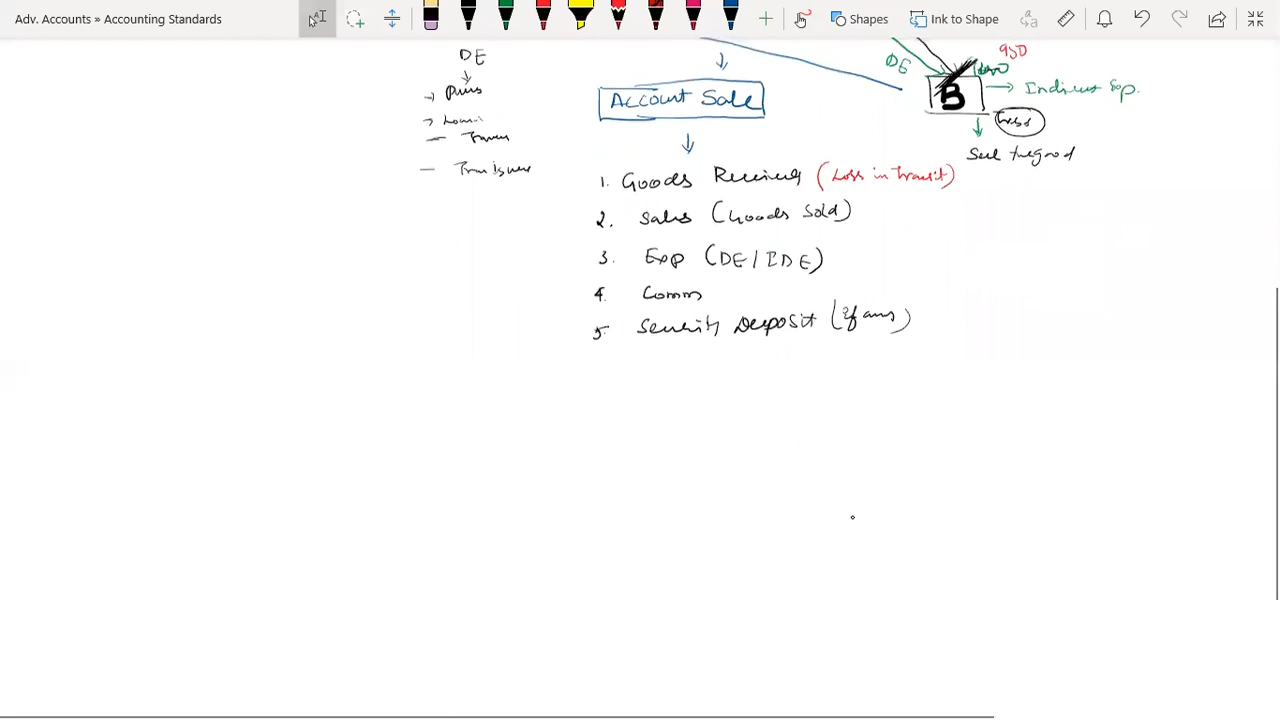 Adv. Accounts » Accounting Standards
Shapes
Ink to Shape
DE
DE
950
B
Indirect Exp.
Account Sale
Loss
Sell the good
1. Goods Received (Loss in transit)
2. Sales (Goods Sold)
3. Exp (DE/IDE)
4. Comm
5. Security Deposit (If any)